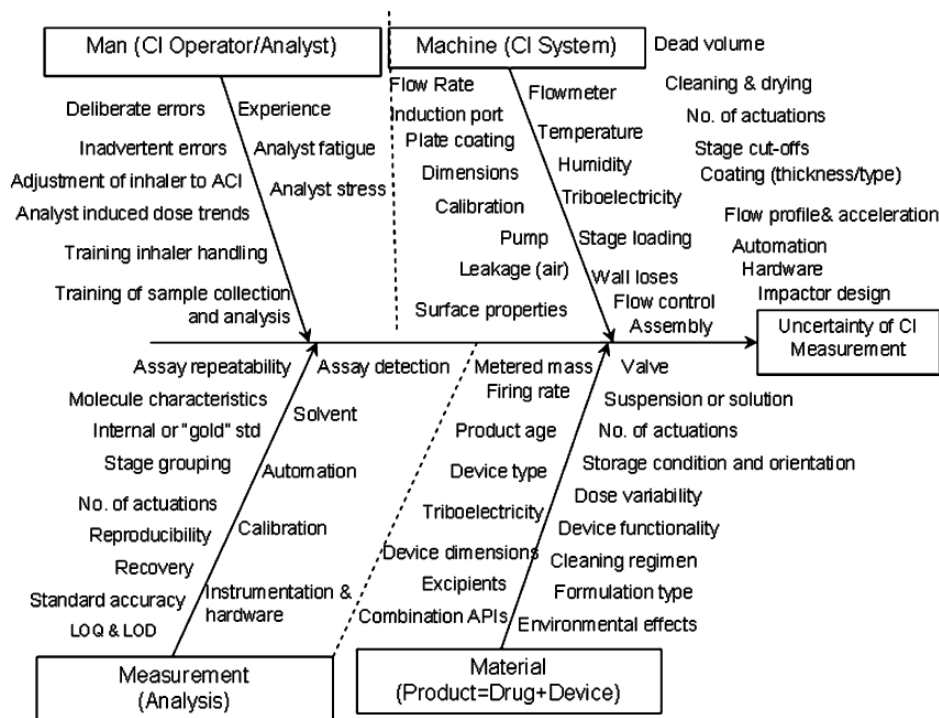 Man (CI Operator/Analyst)
Machine (CI System)
Dead volume
Deliberate errors
Inadvertent errors
Adjustment of inhaler to ACI
Analyst induced dose trends
Training inhaler handling
Training of sample collection
and analysis
Experience
Analyst fatigue
Analyst stress
Flow Rate
Induction port
Plate coating
Dimensions
Calibration
Pump
Leakage (air)
Surface properties
Flowmeter
Temperature
Humidity
Triboelectricity
Stage loading
Wall loses
Flow control
Assembly
Cleaning & drying
No. of actuations
Stage cut-offs
Coating (thickness/type)
Flow profile& acceleration
Automation
Hardware
Impactor design
Uncertainty of CI
Measurement
Assay repeatability
Molecule characteristics
Internal or "gold" std
Stage grouping
No. of actuations
Reproducibility
Recovery
Standard accuracy
LOQ & LOD
Assay detection
Solvent
Automation
Calibration
Instrumentation &
hardware
Metered mass
Firing rate
Product age
Device type
Triboelectricity
Device dimensions
Excipients
Combination APIs
Valve
Suspension or solution
No. of actuations
Storage condition and orientation
Dose variability
Device functionality
Cleaning regimen
Formulation type
Environmental effects
Measurement
(Analysis)
Material
(Product=Drug+Device)